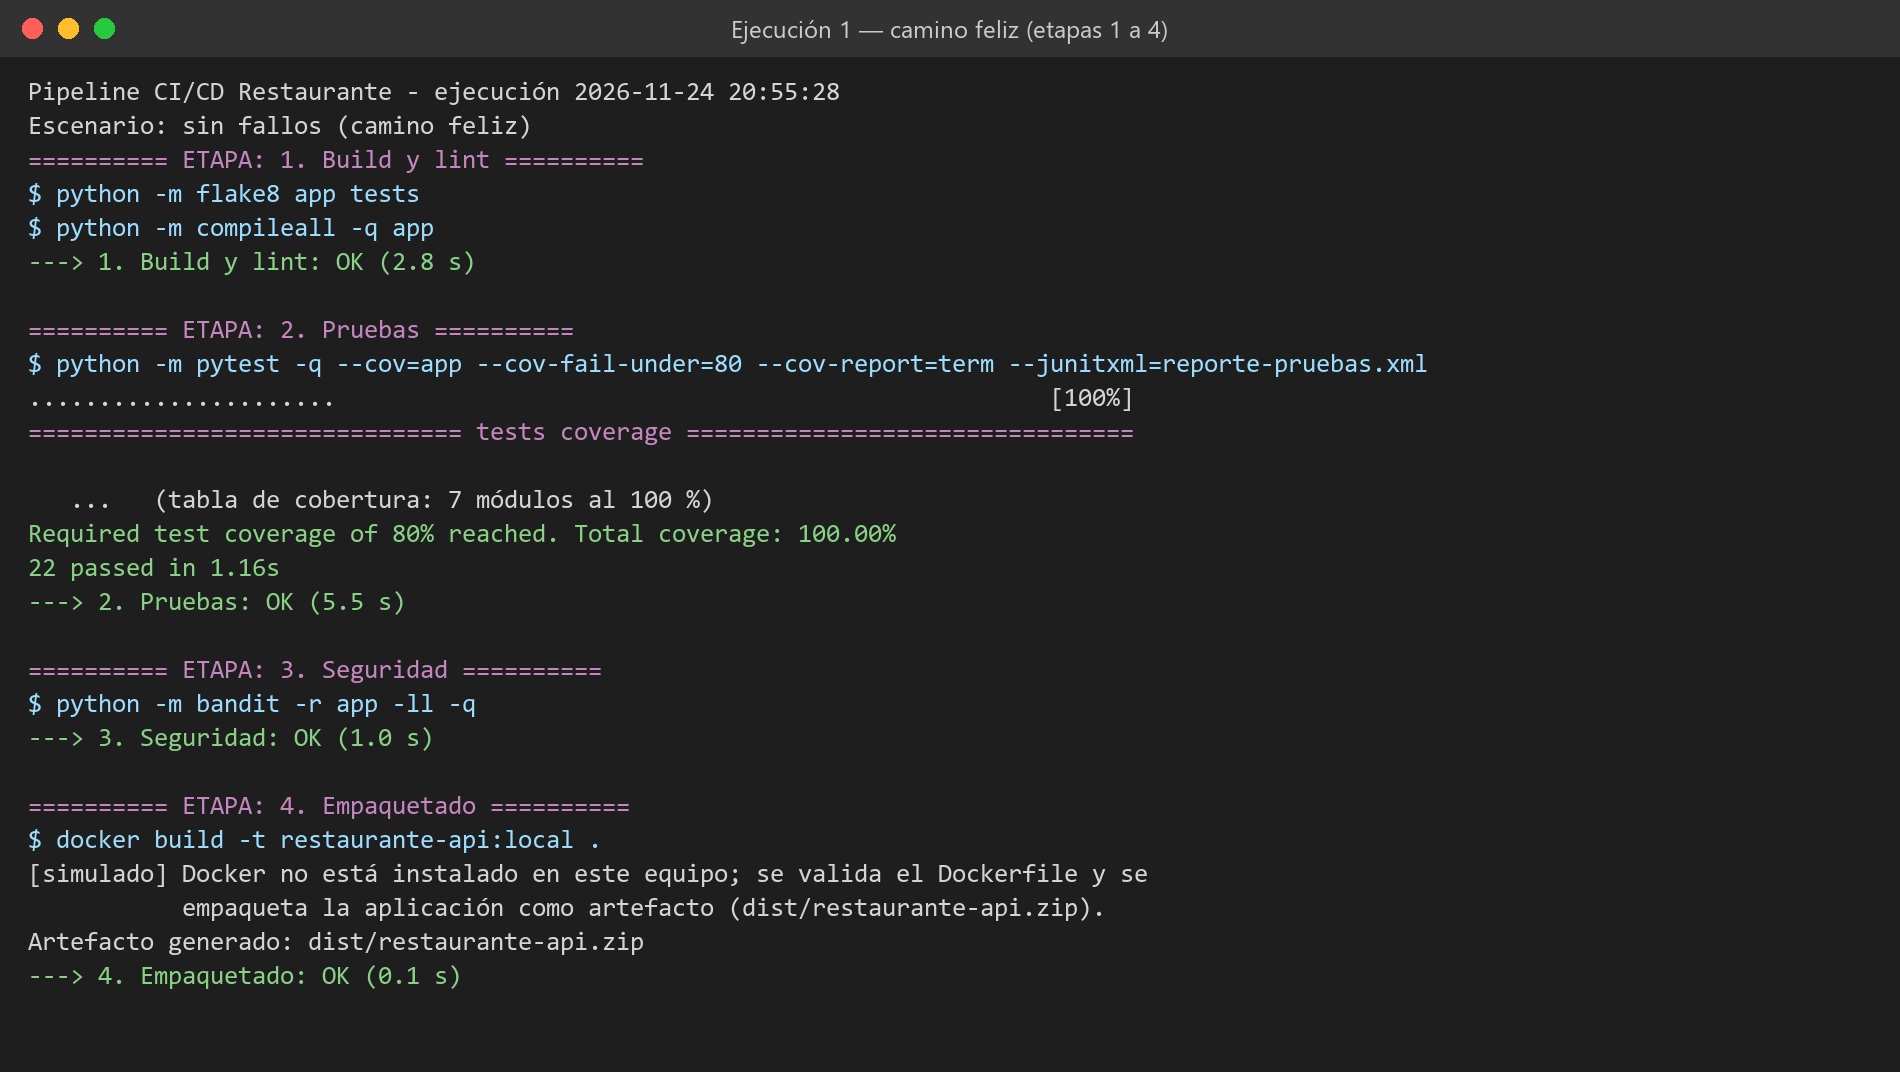 Ejecución 1 — camino feliz (etapas 1 a 4)
Pipeline CI/CD Restaurante - ejecución 2026-11-24 20:55:28
Escenario: sin fallos (camino feliz)
========== ETAPA: 1. Build y lint ==========
$ python -m flake8 app tests
$ python -m compileall -q app
---> 1. Build y lint: OK (2.8 s)
========== ETAPA: 2. Pruebas ==========
$ python -m pytest -q --cov=app --cov-fail-under=80 --cov-report=term --junitxml=reporte-pruebas.xml
...................... [100%]
=============================== tests coverage ================================
... (tabla de cobertura: 7 módulos al 100 %)
Required test coverage of 80% reached. Total coverage: 100.00%
22 passed in 1.16s
---> 2. Pruebas: OK (5.5 s)
========== ETAPA: 3. Seguridad ==========
$ python -m bandit -r app -ll -q
---> 3. Seguridad: OK (1.0 s)
========== ETAPA: 4. Empaquetado ==========
$ docker build -t restaurante-api:local .
[simulado] Docker no está instalado en este equipo; se valida el Dockerfile y se
empaqueta la aplicación como artefacto (dist/restaurante-api.zip).
Artefacto generado: dist/restaurante-api.zip
---> 4. Empaquetado: OK (0.1 s)